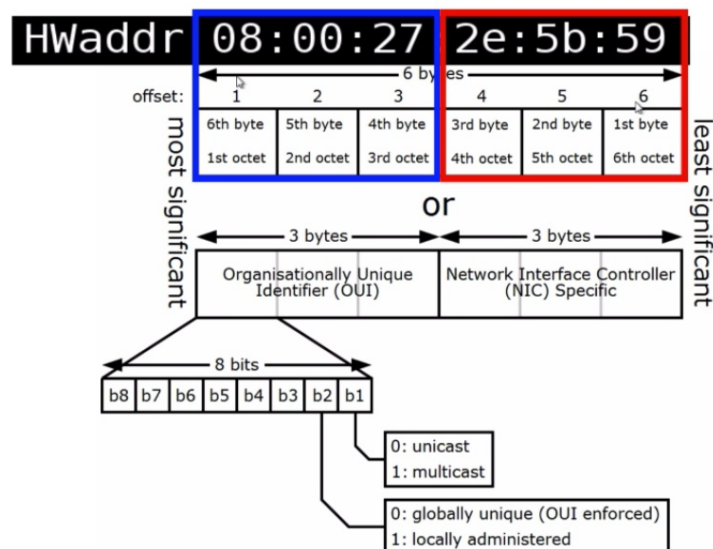 HWaddr 08:00:27 2e:5b:59
6 bytes
offset: 1 2 3 4 5 6
6th byte 5th byte 4th byte 3rd byte 2nd byte 1st byte
1st octet 2nd octet 3rd octet 4th octet 5th octet 6th octet
most significant
least significant
or
3 bytes 3 bytes
Organisationally Unique Network Interface Controller
Identifier (OUI) (NIC) Specific
8 bits
b8 b7 b6 b5 b4 b3 b2 b1
0: unicast
1: multicast
0: globally unique (OUI enforced)
1: locally administered